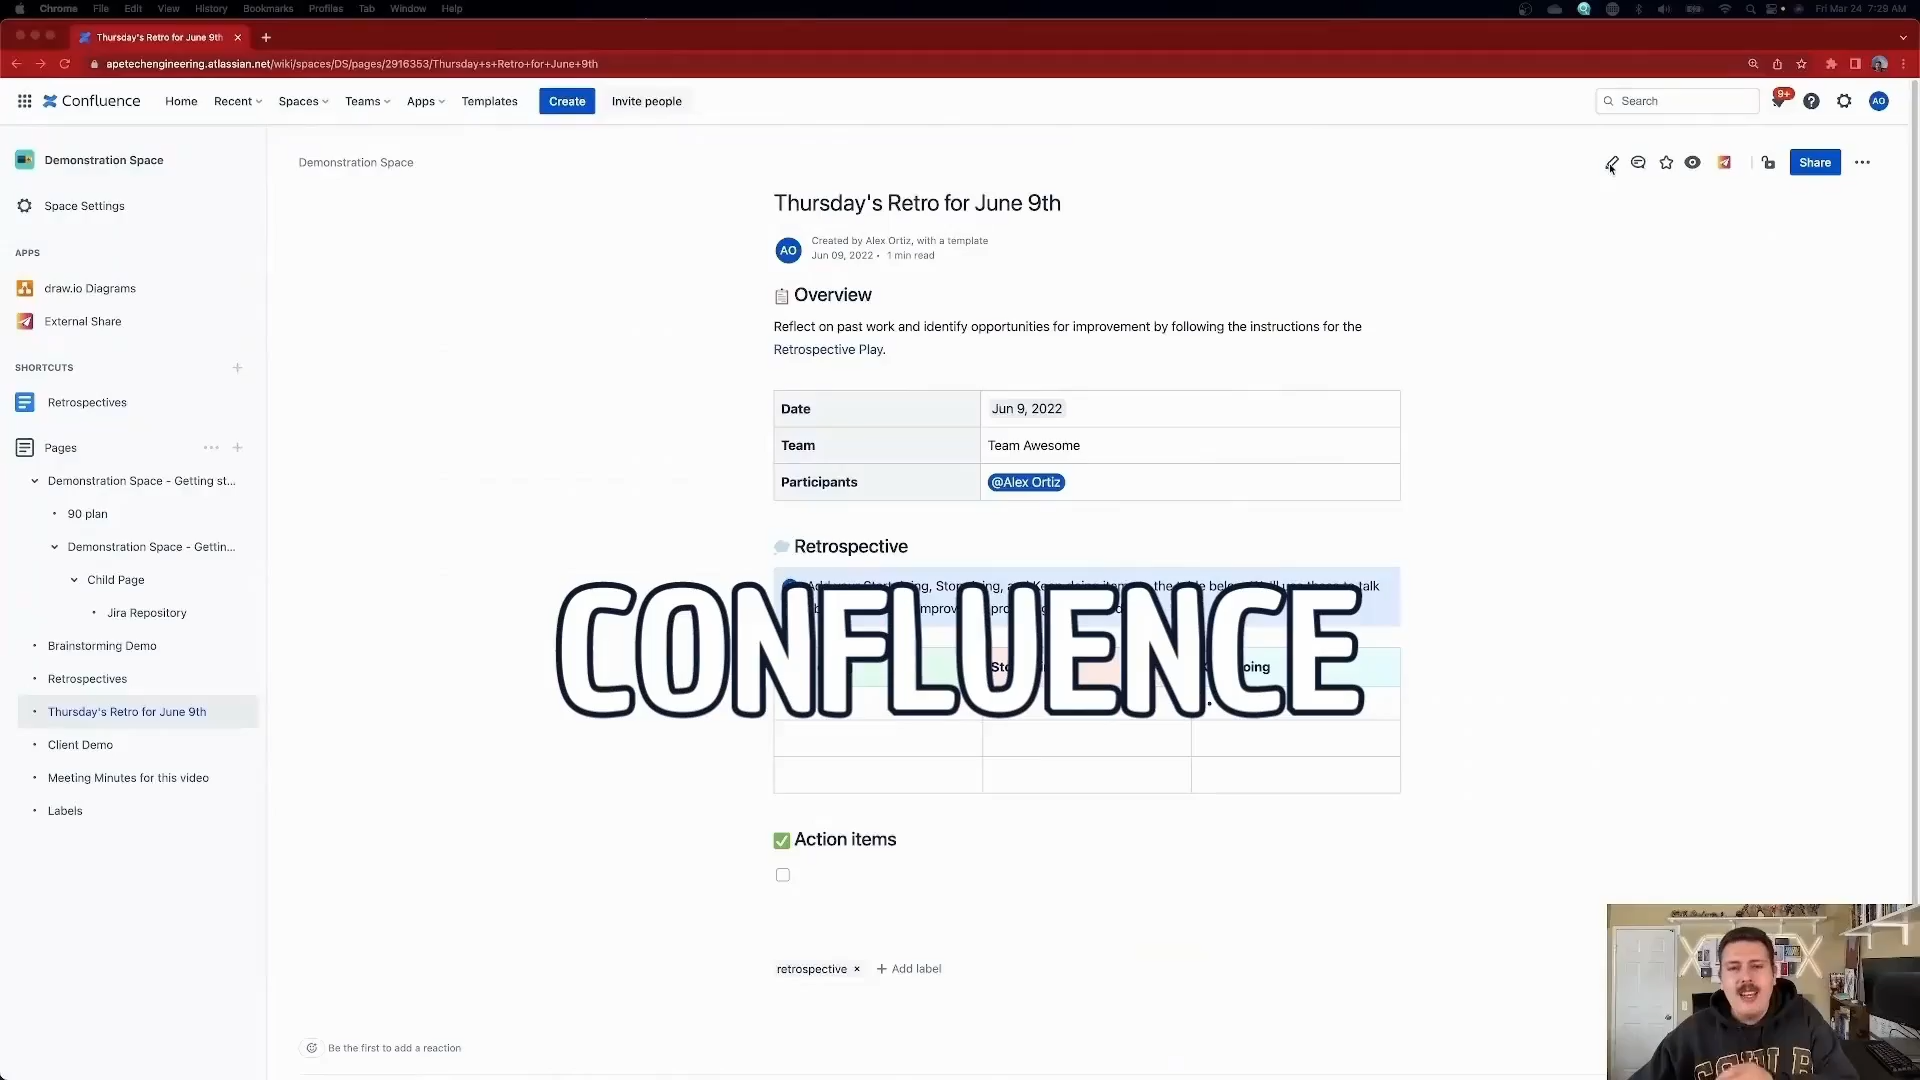 Chrome File Edit View History Bookmarks Profiles Tab Window Help
Fri Mar 24 7:29 AM
Thursday's Retro for June 9th
apetechengineering.atlassian.net/wiki/spaces/DS/pages/2916353/Thursday+s+Retro+for+June+9th
Confluence Home Recent Spaces Teams Apps Templates Create Invite people
Search 9+ AO
Demonstration Space
Space Settings
APPS
draw.io Diagrams
External Share
SHORTCUTS
Retrospectives
Pages
Demonstration Space - Getting st...
90 plan
Demonstration Space - Gettin...
Child Page
Jira Repository
Brainstorming Demo
Retrospectives
Thursday's Retro for June 9th
Client Demo
Meeting Minutes for this video
Labels
Demonstration Space
Share
Thursday's Retro for June 9th
AO
Created by Alex Ortiz, with a template
Jun 09, 2022 • 1 min read
Overview
Reflect on past work and identify opportunities for improvement by following the instructions for the
Retrospective Play.
Date Jun 9, 2022
Team Team Awesome
Participants @Alex Ortiz
Retrospective
the table below talk
CONFLUENCE
Action items
retrospective × + Add label
Be the first to add a reaction